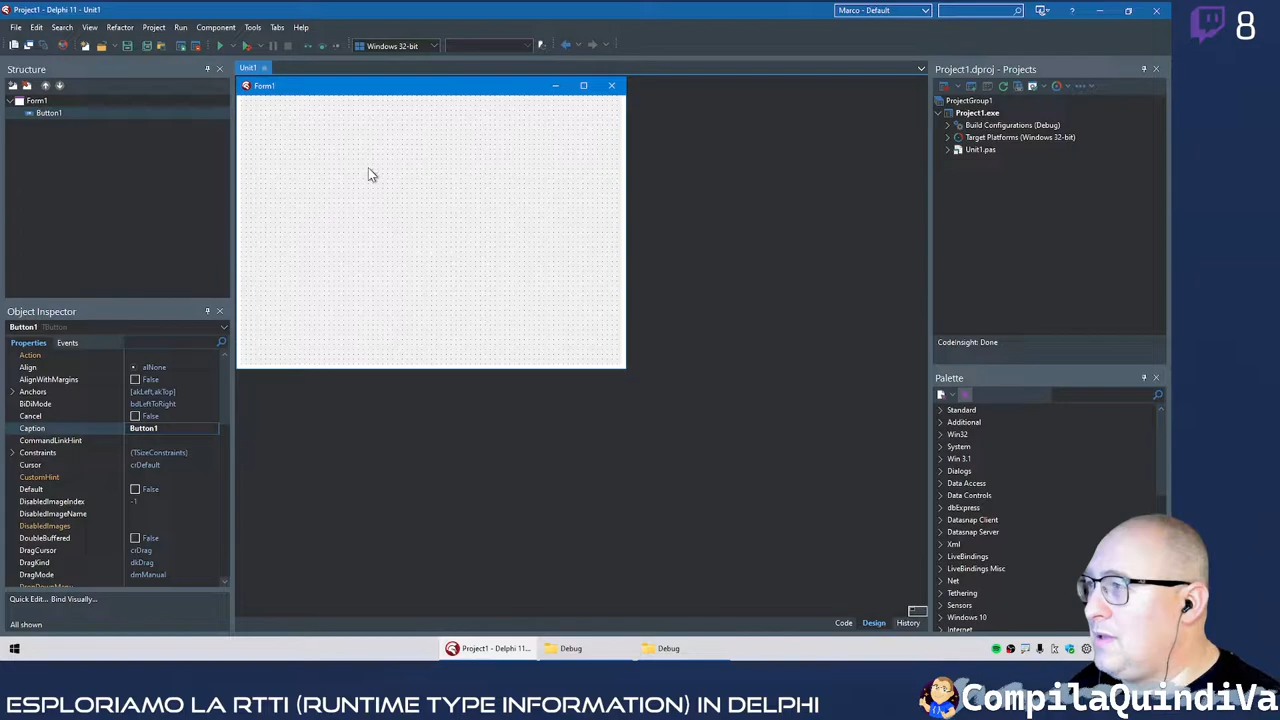 Project1 - Delphi 11 - Unit1
Marco - Default
8
File Edit Search View Refactor Project Run Component Tools Tabs Help
Windows 32-bit
Structure
Form1
Button1
Unit1
Form1
Project1.dproj - Projects
ProjectGroup1
Project1.exe
Build Configurations (Debug)
Target Platforms (Windows 32-bit)
Unit1.pas
CodeInsight: Done
Object Inspector
Button1 TButton
Properties Events
Action
Align alNone
AlignWithMargins False
Anchors [akLeft,akTop]
BiDiMode bdLeftToRight
Cancel False
Caption Button1
CommandLinkHint
Constraints (TSizeConstraints)
Cursor crDefault
CustomHint
Default False
DisabledImageIndex -1
DisabledImageName
DisabledImages
DoubleBuffered False
DragCursor crDrag
DragKind dkDrag
DragMode dmManual
DropDownMenu
Quick Edit... Bind Visually...
All shown
Palette
Standard
Additional
Win32
System
Win 3.1
Dialogs
Data Access
Data Controls
dbExpress
Datasnap Client
Datasnap Server
Xml
LiveBindings
LiveBindings Misc
Net
Tethering
Sensors
Windows 10
Internet
Code Design History
Project1 - Delphi 11...
Debug
Debug
ESPLORIAMO LA RTTI (RUNTIME TYPE INFORMATION) IN DELPHI
CompilaQuindiVa